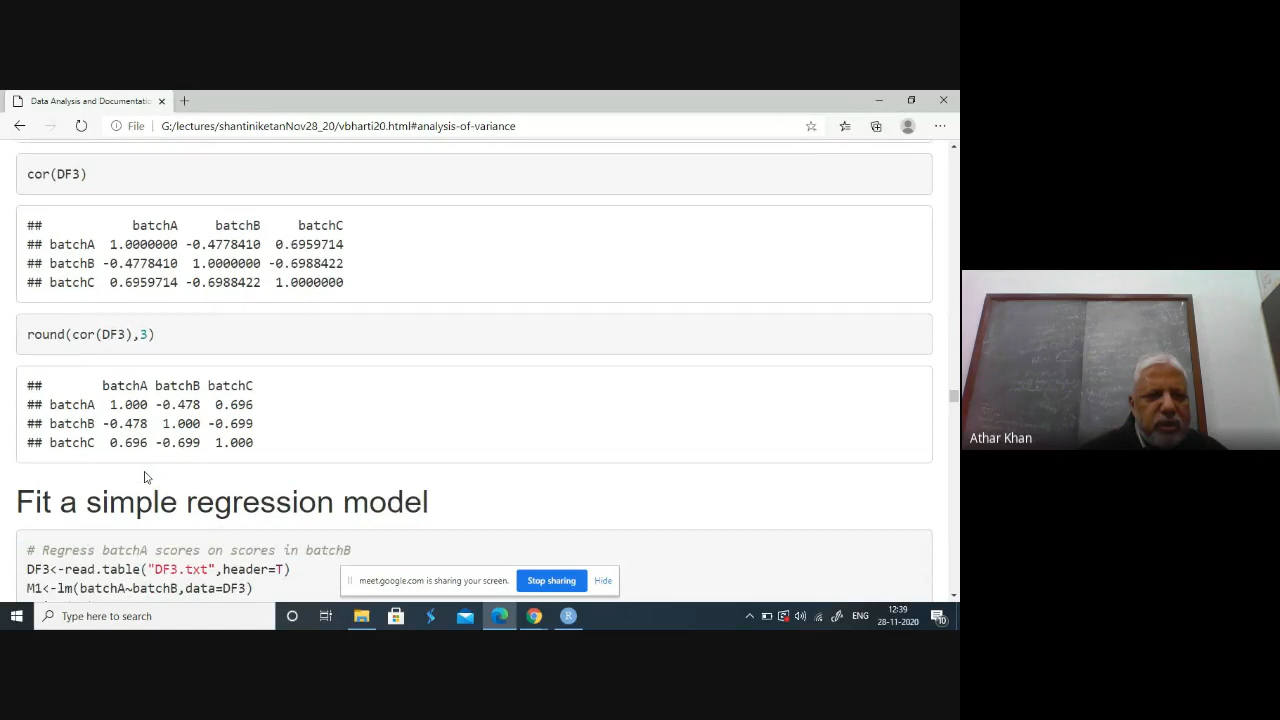 Data Analysis and Documentatio
File G:/lectures/shantiniketanNov28_20/vbharti20.html#analysis-of-variance
cor(DF3)
## batchA batchB batchC
## batchA 1.0000000 -0.4778410 0.6959714
## batchB -0.4778410 1.0000000 -0.6988422
## batchC 0.6959714 -0.6988422 1.0000000
round(cor(DF3),3)
## batchA batchB batchC
## batchA 1.000 -0.478 0.696
## batchB -0.478 1.000 -0.699
## batchC 0.696 -0.699 1.000
Fit a simple regression model
# Regress batchA scores on scores in batchB
DF3<-read.table("DF3.txt",header=T)
M1<-lm(batchA~batchB,data=DF3)
meet.google.com is sharing your screen. Stop sharing Hide
Type here to search
ENG
12:39
28-11-2020
10
Athar Khan